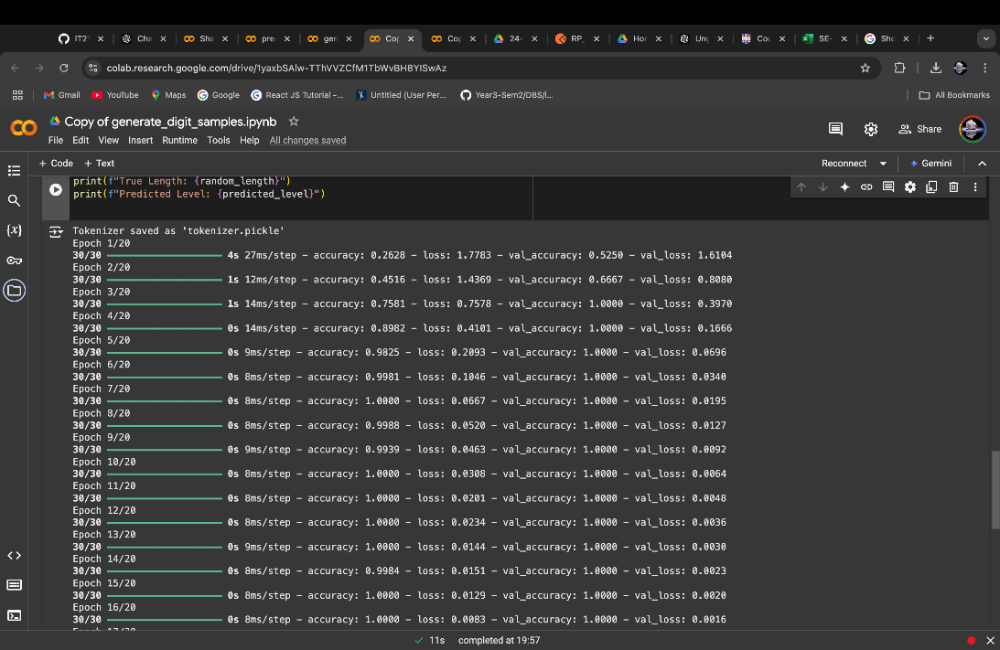 IT2
Cha
Sha
pre
gen
Cop
Cop
24-
RP_
Hor
Ung
Cou
SE-
Sho
colab.research.google.com/drive/1yaxbSAlw-TThVVZCfM1TbWvBH8YISwAz
Gmail YouTube Maps Google React JS Tutorial -... Untitled (User Per... Year3-Sem2/DBS/l... All Bookmarks
Copy of generate_digit_samples.ipynb
File Edit View Insert Runtime Tools Help All changes saved
Share
+ Code + Text
Reconnect Gemini
print(f"True Length: {random_length}")
print(f"Predicted Level: {predicted_level}")
Tokenizer saved as 'tokenizer.pickle'
Epoch 1/20
30/30 4s 27ms/step - accuracy: 0.2628 - loss: 1.7783 - val_accuracy: 0.5250 - val_loss: 1.6104
Epoch 2/20
30/30 1s 12ms/step - accuracy: 0.4516 - loss: 1.4369 - val_accuracy: 0.6667 - val_loss: 0.8080
Epoch 3/20
30/30 1s 14ms/step - accuracy: 0.7581 - loss: 0.7578 - val_accuracy: 1.0000 - val_loss: 0.3970
Epoch 4/20
30/30 0s 14ms/step - accuracy: 0.8982 - loss: 0.4101 - val_accuracy: 1.0000 - val_loss: 0.1666
Epoch 5/20
30/30 0s 9ms/step - accuracy: 0.9825 - loss: 0.2093 - val_accuracy: 1.0000 - val_loss: 0.0696
Epoch 6/20
30/30 0s 8ms/step - accuracy: 0.9981 - loss: 0.1046 - val_accuracy: 1.0000 - val_loss: 0.0340
Epoch 7/20
30/30 0s 8ms/step - accuracy: 1.0000 - loss: 0.0667 - val_accuracy: 1.0000 - val_loss: 0.0195
Epoch 8/20
30/30 0s 8ms/step - accuracy: 0.9988 - loss: 0.0520 - val_accuracy: 1.0000 - val_loss: 0.0127
Epoch 9/20
30/30 0s 9ms/step - accuracy: 0.9939 - loss: 0.0463 - val_accuracy: 1.0000 - val_loss: 0.0092
Epoch 10/20
30/30 0s 8ms/step - accuracy: 1.0000 - loss: 0.0308 - val_accuracy: 1.0000 - val_loss: 0.0064
Epoch 11/20
30/30 0s 8ms/step - accuracy: 1.0000 - loss: 0.0201 - val_accuracy: 1.0000 - val_loss: 0.0048
Epoch 12/20
30/30 0s 8ms/step - accuracy: 1.0000 - loss: 0.0234 - val_accuracy: 1.0000 - val_loss: 0.0036
Epoch 13/20
30/30 0s 9ms/step - accuracy: 1.0000 - loss: 0.0144 - val_accuracy: 1.0000 - val_loss: 0.0030
Epoch 14/20
30/30 0s 8ms/step - accuracy: 0.9984 - loss: 0.0151 - val_accuracy: 1.0000 - val_loss: 0.0023
Epoch 15/20
30/30 0s 8ms/step - accuracy: 1.0000 - loss: 0.0129 - val_accuracy: 1.0000 - val_loss: 0.0020
Epoch 16/20
30/30 0s 8ms/step - accuracy: 1.0000 - loss: 0.0083 - val_accuracy: 1.0000 - val_loss: 0.0016
Epoch 17/20
11s completed at 19:57